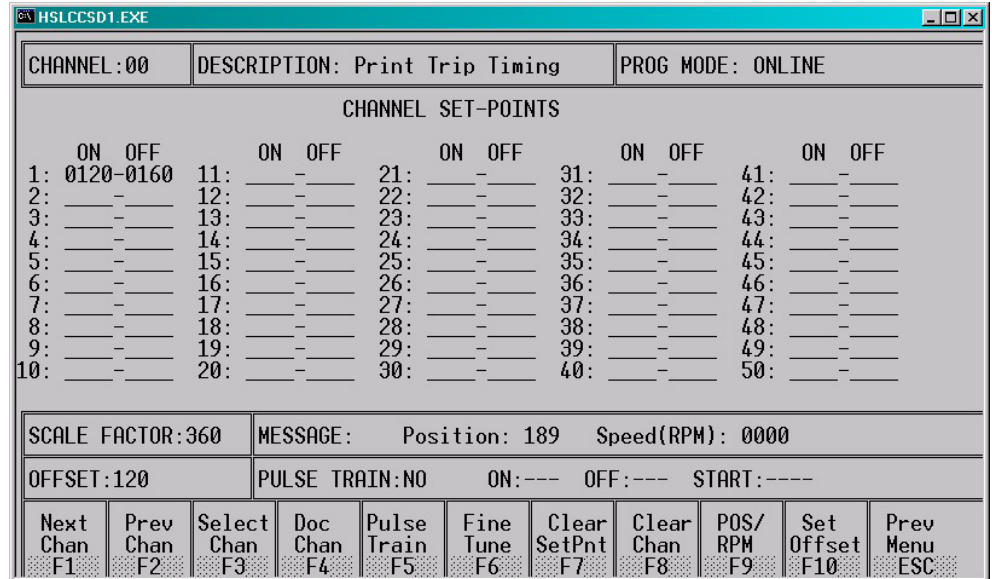 HSLCCSD1.EXE
CHANNEL:00 DESCRIPTION: Print Trip Timing PROG MODE: ONLINE
CHANNEL SET-POINTS
ON OFF ON OFF ON OFF ON OFF ON OFF
1: 0120-0160 11: ____-____ 21: ____-____ 31: ____-____ 41: ____-____
2: ____-____ 12: ____-____ 22: ____-____ 32: ____-____ 42: ____-____
3: ____-____ 13: ____-____ 23: ____-____ 33: ____-____ 43: ____-____
4: ____-____ 14: ____-____ 24: ____-____ 34: ____-____ 44: ____-____
5: ____-____ 15: ____-____ 25: ____-____ 35: ____-____ 45: ____-____
6: ____-____ 16: ____-____ 26: ____-____ 36: ____-____ 46: ____-____
7: ____-____ 17: ____-____ 27: ____-____ 37: ____-____ 47: ____-____
8: ____-____ 18: ____-____ 28: ____-____ 38: ____-____ 48: ____-____
9: ____-____ 19: ____-____ 29: ____-____ 39: ____-____ 49: ____-____
10: ____-____ 20: ____-____ 30: ____-____ 40: ____-____ 50: ____-____
SCALE FACTOR:360 MESSAGE: Position: 189 Speed(RPM): 0000
OFFSET:120 PULSE TRAIN:NO ON:--- OFF:--- START:----
Next Prev Select Doc Pulse Fine Clear Clear POS/ Set Prev
Chan Chan Chan Chan Train Tune SetPnt Chan RPM Offset Menu
F1 F2 F3 F4 F5 F6 F7 F8 F9 F10 ESC